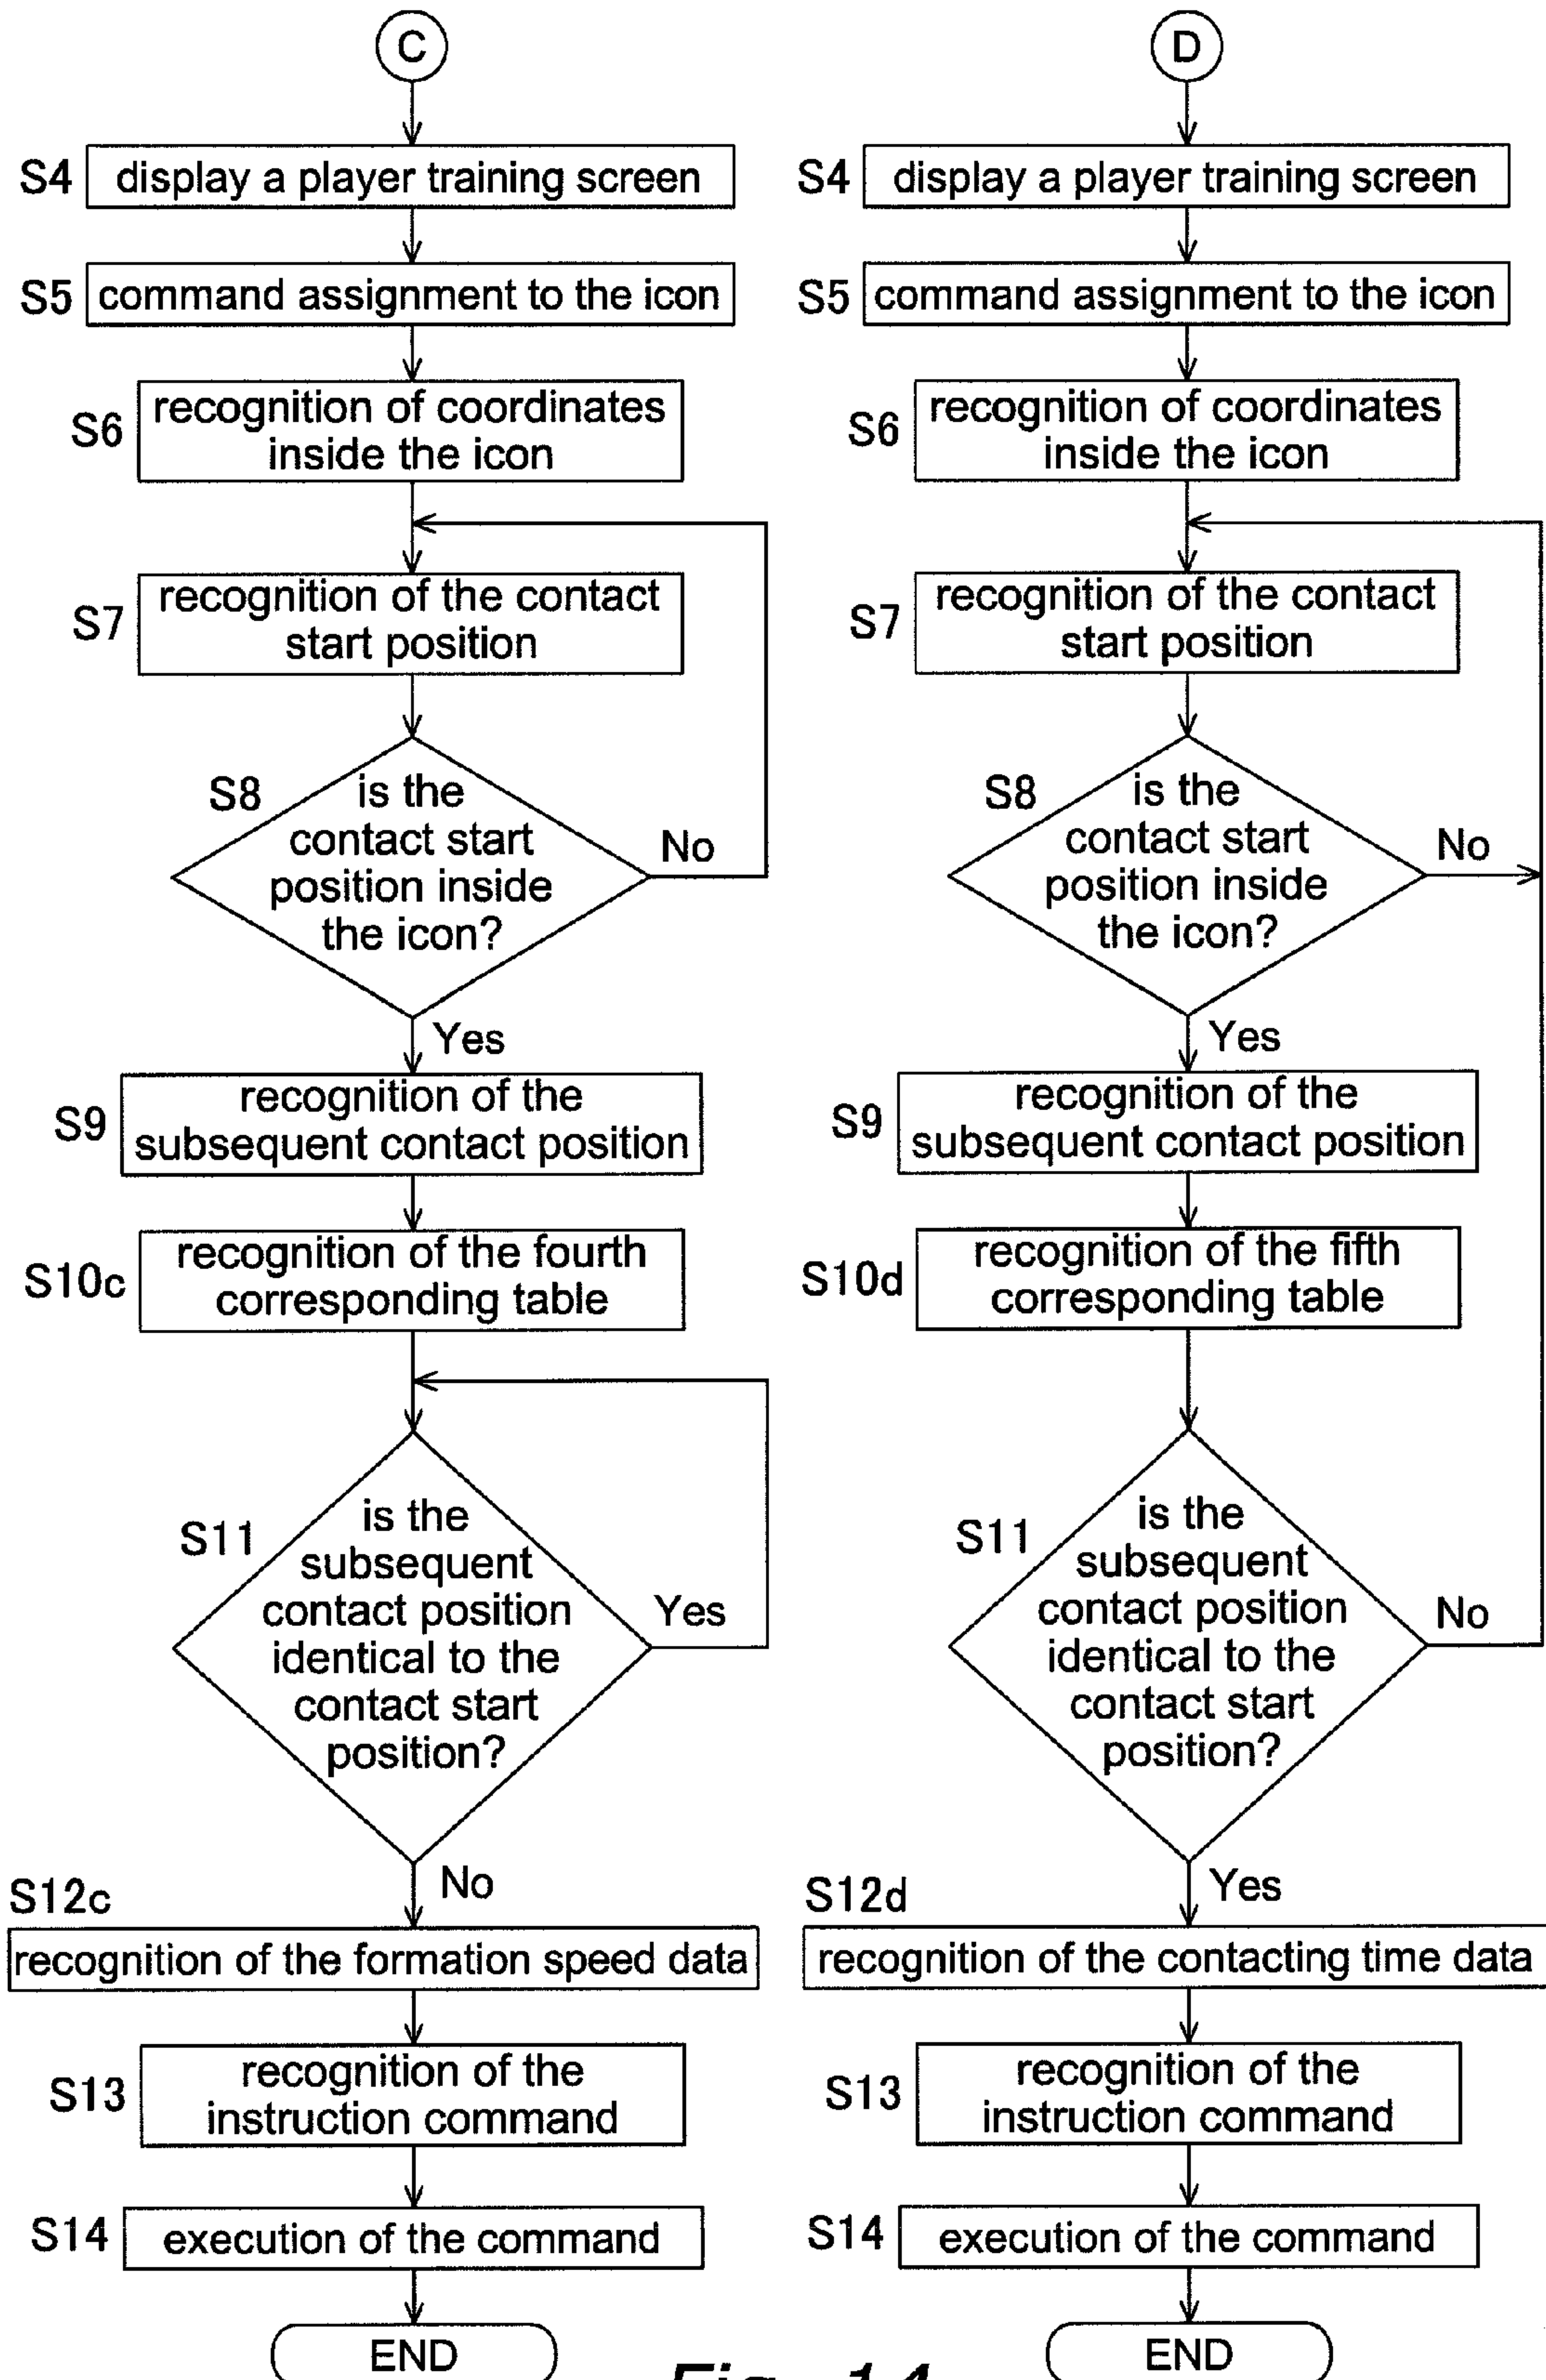 C
S4
display a player training screen
S5
command assignment to the icon
S6
recognition of coordinates
inside the icon
S7
recognition of the contact
start position
S8
is the
contact start
position inside
the icon?
No
Yes
S9
recognition of the
subsequent contact position
S10c
recognition of the fourth
corresponding table
S11
is the
subsequent
contact position
identical to the
contact start
position?
Yes
No
S12c
recognition of the formation speed data
S13
recognition of the
instruction command
S14
execution of the command
END
D
S4
display a player training screen
S5
command assignment to the icon
S6
recognition of coordinates
inside the icon
S7
recognition of the contact
start position
S8
is the
contact start
position inside
the icon?
No
Yes
S9
recognition of the
subsequent contact position
S10d
recognition of the fifth
corresponding table
S11
is the
subsequent
contact position
identical to the
contact start
position?
No
Yes
S12d
recognition of the contacting time data
S13
recognition of the
instruction command
S14
execution of the command
END
Fig. 14